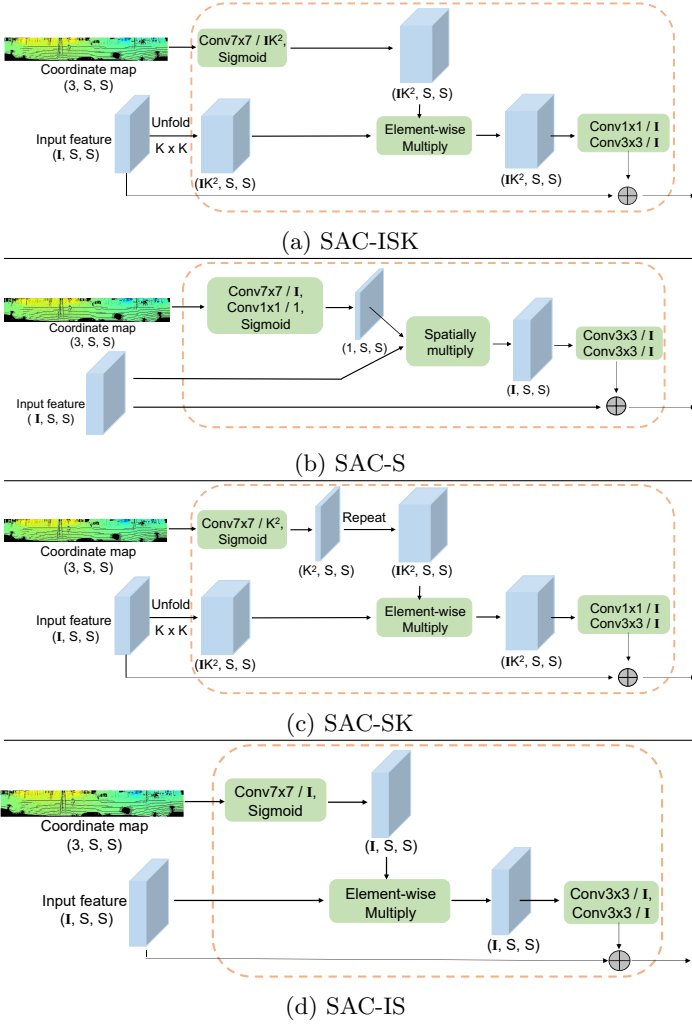 Conv7x7 / IK²,
Sigmoid
Coordinate map
(3, S, S)
(IK², S, S)
Input feature
(I, S, S)
Unfold
K x K
(IK², S, S)
Element-wise
Multiply
(IK², S, S)
Conv1x1 / I
Conv3x3 / I
(a) SAC-ISK
Conv7x7 / I,
Conv1x1 / 1,
Sigmoid
Coordinate map
(3, S, S)
(1, S, S)
Spatially
multiply
(I, S, S)
Conv3x3 / I
Conv3x3 / I
Input feature
( I, S, S)
(b) SAC-S
Conv7x7 / K²,
Sigmoid
Repeat
Coordinate map
(3, S, S)
(K², S, S)
(IK², S, S)
Input feature
(I, S, S)
Unfold
K x K
(IK², S, S)
Element-wise
Multiply
(IK², S, S)
Conv1x1 / I
Conv3x3 / I
(c) SAC-SK
Conv7x7 / I,
Sigmoid
Coordinate map
(3, S, S)
(I, S, S)
Input feature
(I, S, S)
Element-wise
Multiply
(I, S, S)
Conv3x3 / I,
Conv3x3 / I
(d) SAC-IS